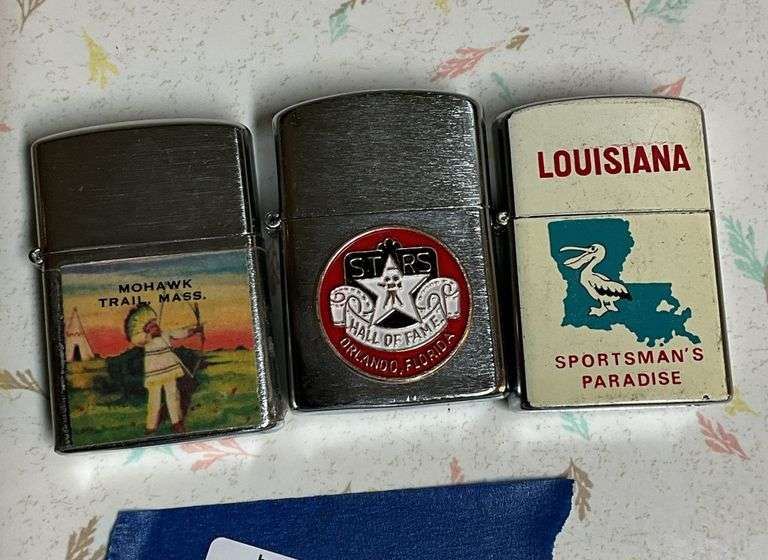 MOHAWK
TRAIL, MASS.
STARS
HALL OF FAME
ORLANDO, FLORIDA
LOUISIANA
SPORTSMAN'S
PARADISE